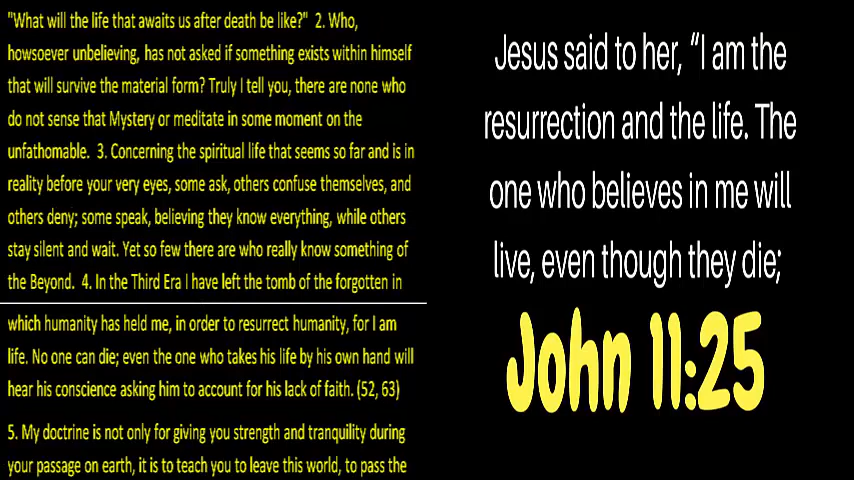 "What will the life that awaits us after death be like?"  2. Who,
howsoever unbelieving, has not asked if something exists within himself
that will survive the material form? Truly I tell you, there are none who
do not sense that Mystery or meditate in some moment on the
unfathomable.  3. Concerning the spiritual life that seems so far and is in
reality before your very eyes, some ask, others confuse themselves, and
others deny; some speak, believing they know everything, while others
stay silent and wait. Yet so few there are who really know something of
the Beyond.  4. In the Third Era I have left the tomb of the forgotten in
which humanity has held me, in order to resurrect humanity, for I am
life. No one can die; even the one who takes his life by his own hand will
hear his conscience asking him to account for his lack of faith. (52, 63)
5. My doctrine is not only for giving you strength and tranquility during
your passage on earth, it is to teach you to leave this world, to pass the
Jesus said to her, “I am the
resurrection and the life. The
one who believes in me will
live, even though they die;
John 11:25